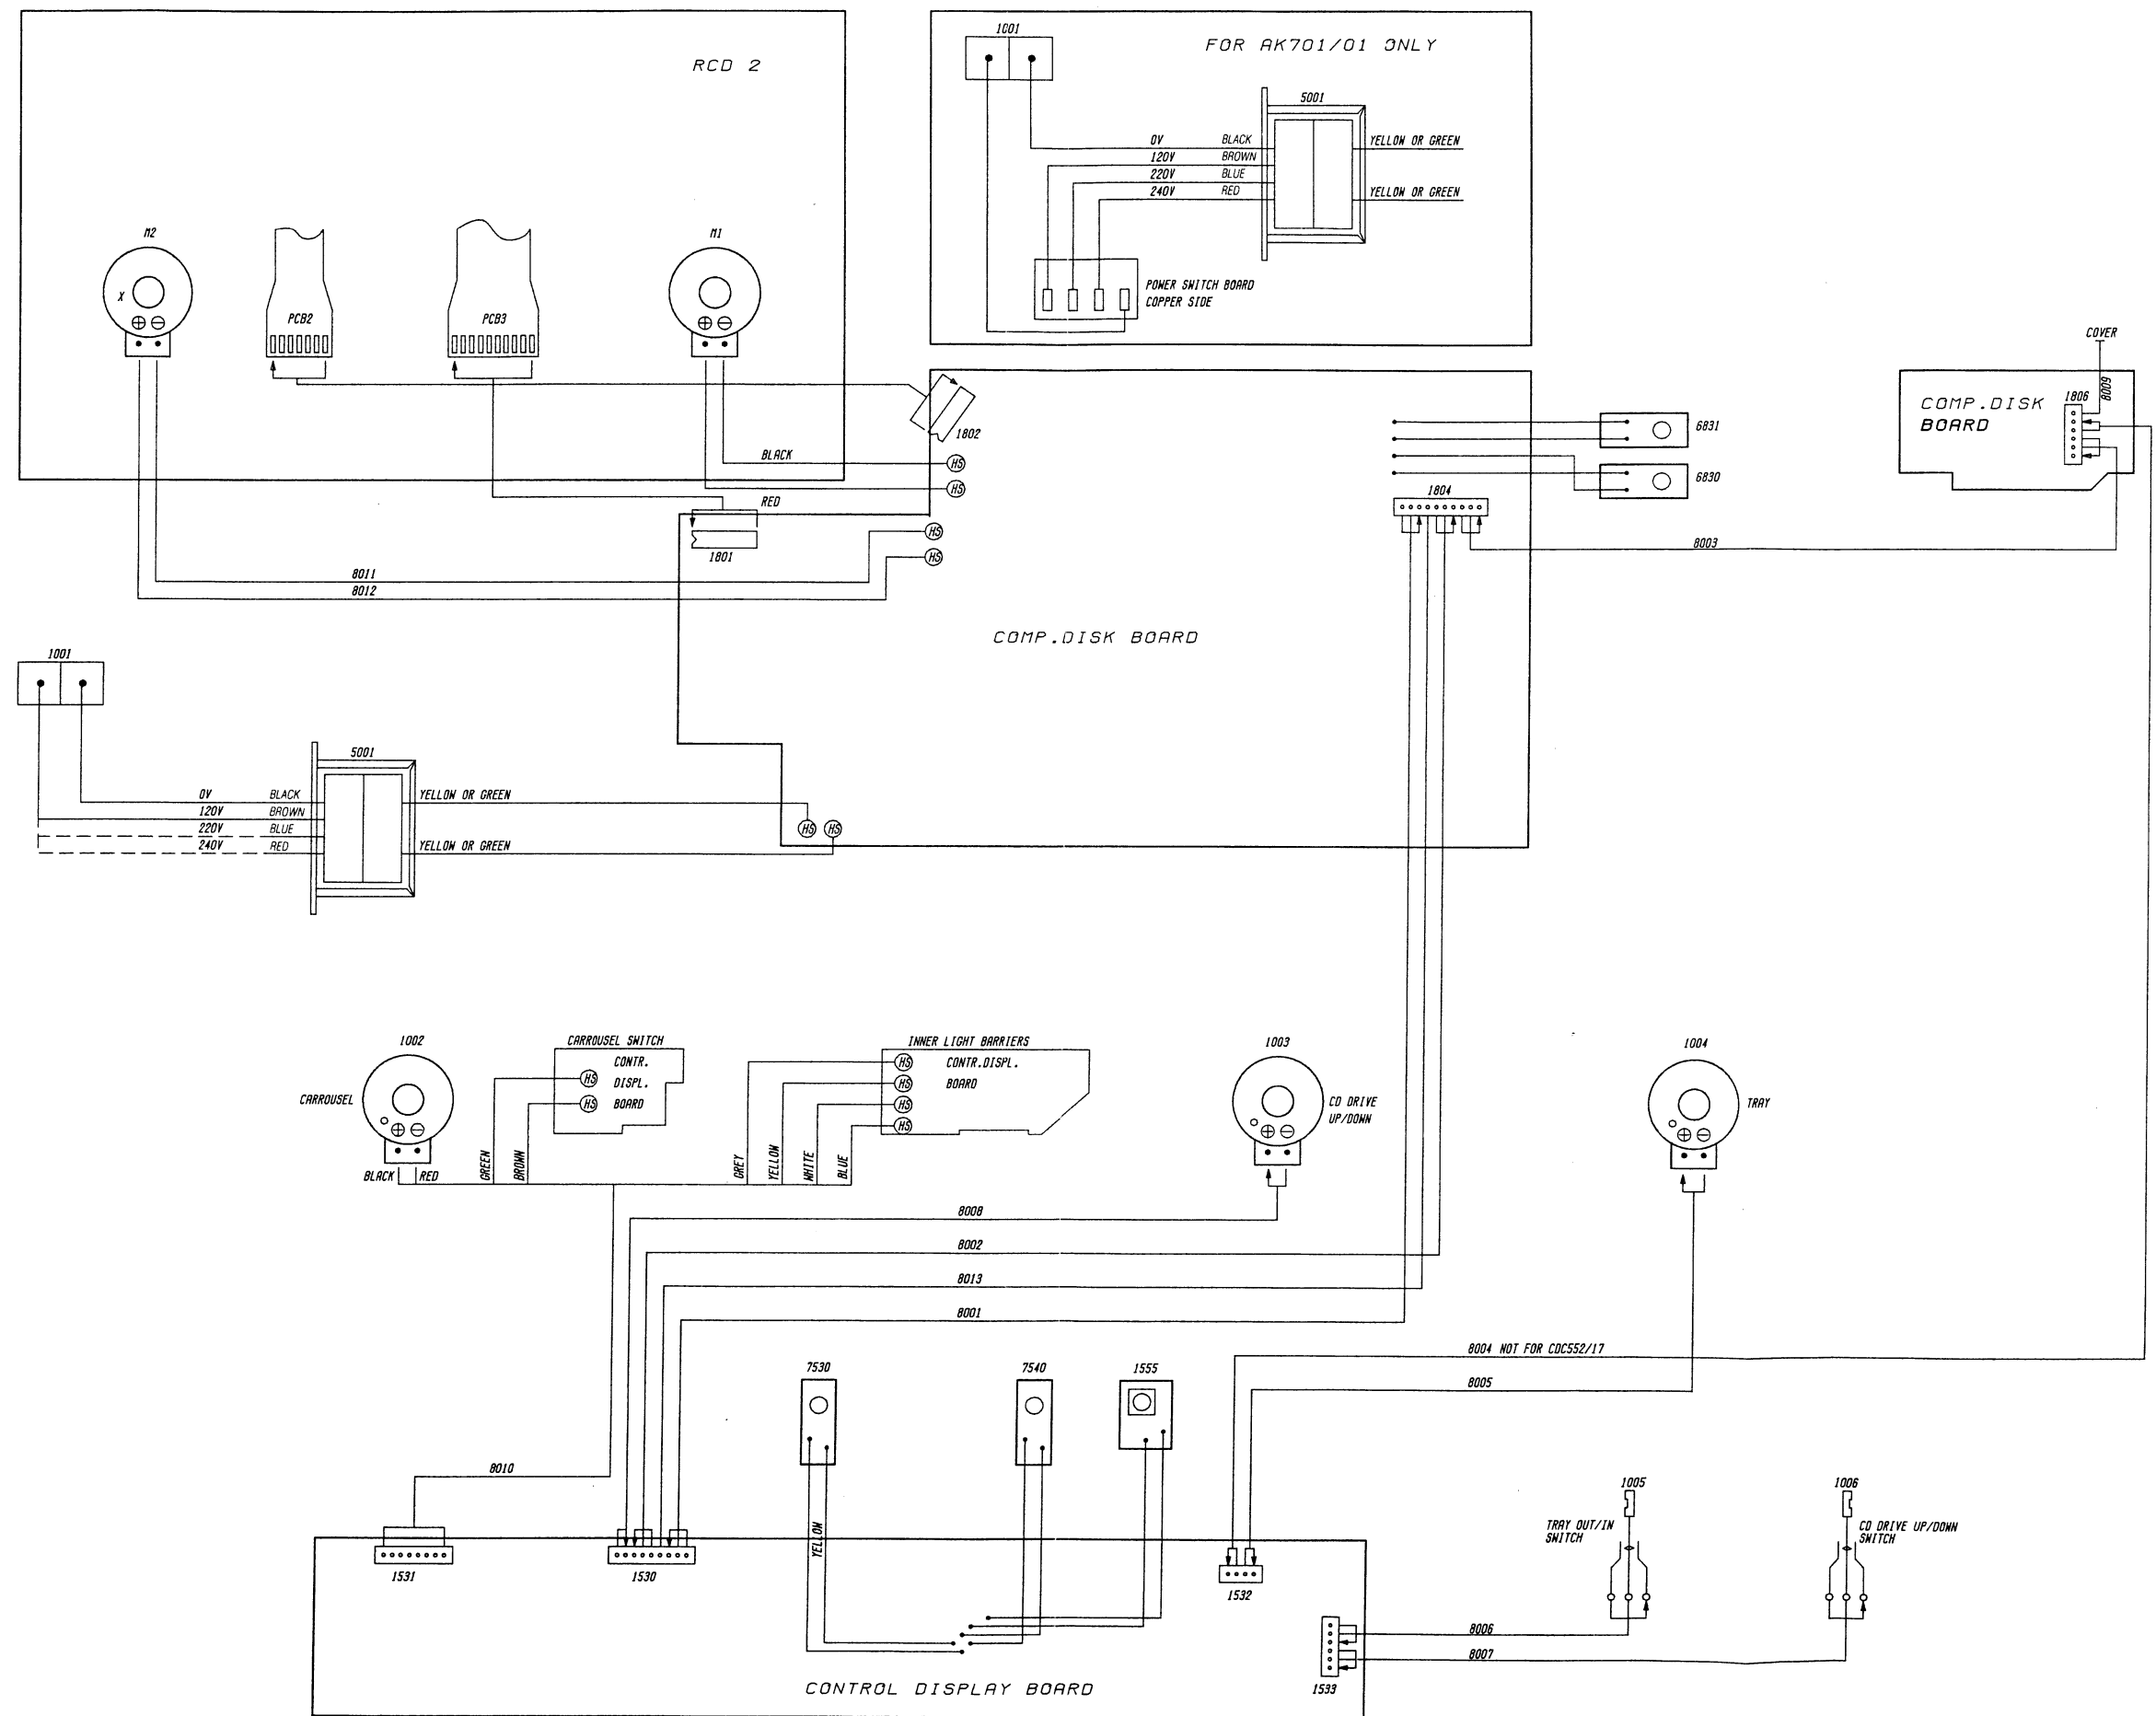 RCD 2
M2
X
PCB2
PCB3
M1
BLACK
RED
1802
1801
8011
8012
HS
HS
HS
HS
1001
FOR AK701/01 ONLY
5001
0V BLACK
120V BROWN
220V BLUE
240V RED
YELLOW OR GREEN
YELLOW OR GREEN
POWER SWITCH BOARD
COPPER SIDE
COMP.DISK BOARD
6831
6830
1804
8003
COVER
8009
1806
COMP.DISK
BOARD
1001
5001
0V BLACK
120V BROWN
220V BLUE
240V RED
YELLOW OR GREEN
YELLOW OR GREEN
HS
HS
1002
CARROUSEL
BLACK
RED
GREEN
BROWN
CARROUSEL SWITCH
HS
HS
CONTR.
DISPL.
BOARD
GREY
YELLOW
WHITE
BLUE
INNER LIGHT BARRIERS
HS
HS
HS
HS
CONTR.DISPL.
BOARD
1003
CD DRIVE
UP/DOWN
1004
TRAY
8008
8002
8013
8001
8004 NOT FOR CDC552/17
8005
7530
7540
1555
8010
YELLOW
1531
1530
1532
1533
1005
TRAY OUT/IN
SWITCH
1006
CD DRIVE UP/DOWN
SWITCH
8006
8007
CONTROL DISPLAY BOARD